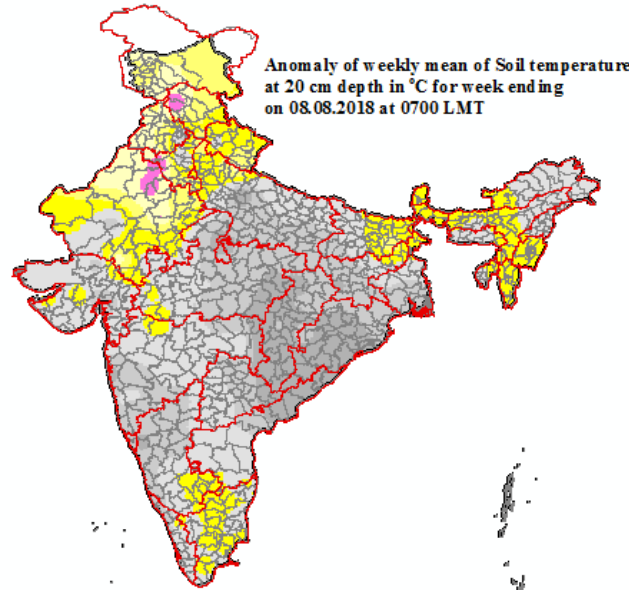 Anomaly of weekly mean of Soil temperature
at 20 cm depth in °C for week ending
on 08.08.2018 at 0700 LMT